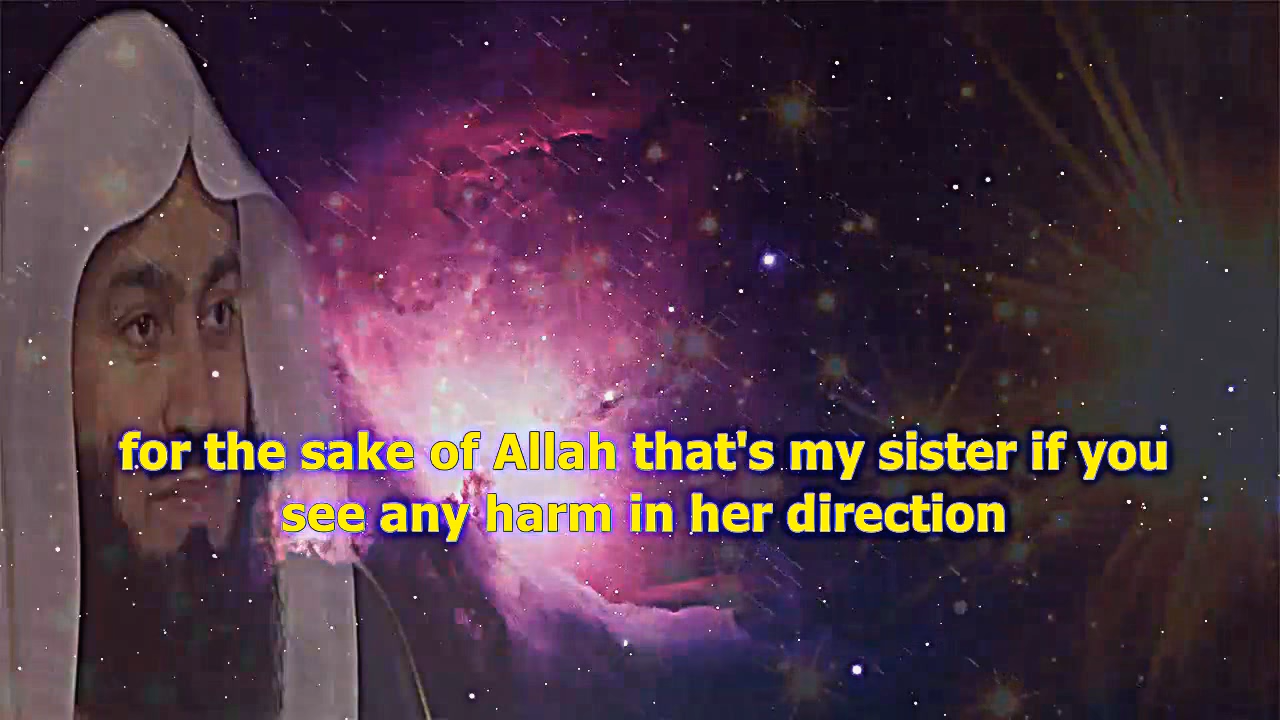 for the sake of Allah that's my sister if you
see any harm in her direction